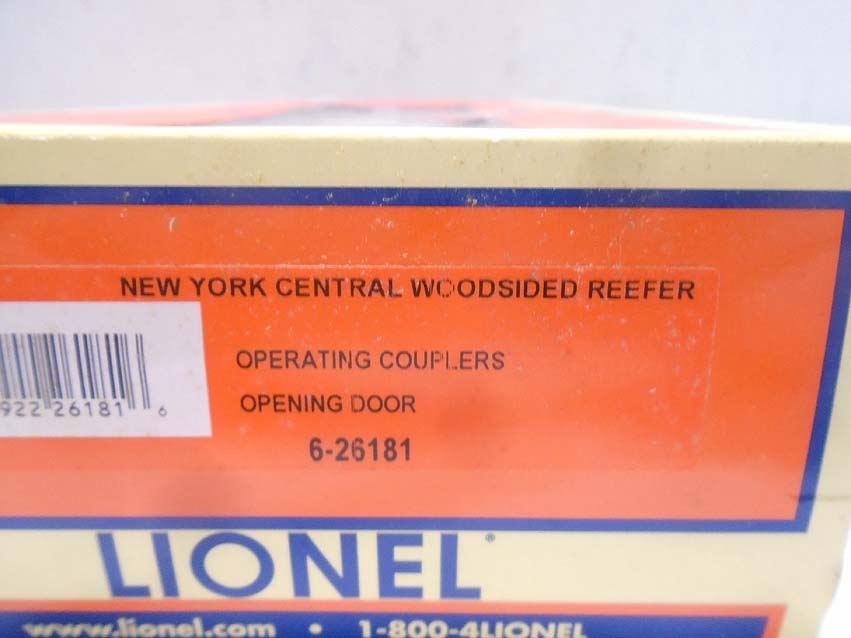 NEW YORK CENTRAL WOODSIDED REEFER
OPERATING COUPLERS
OPENING DOOR
922 26181 6
6-26181
LIONEL
www.lionel.com • 1-800-4LIONEL